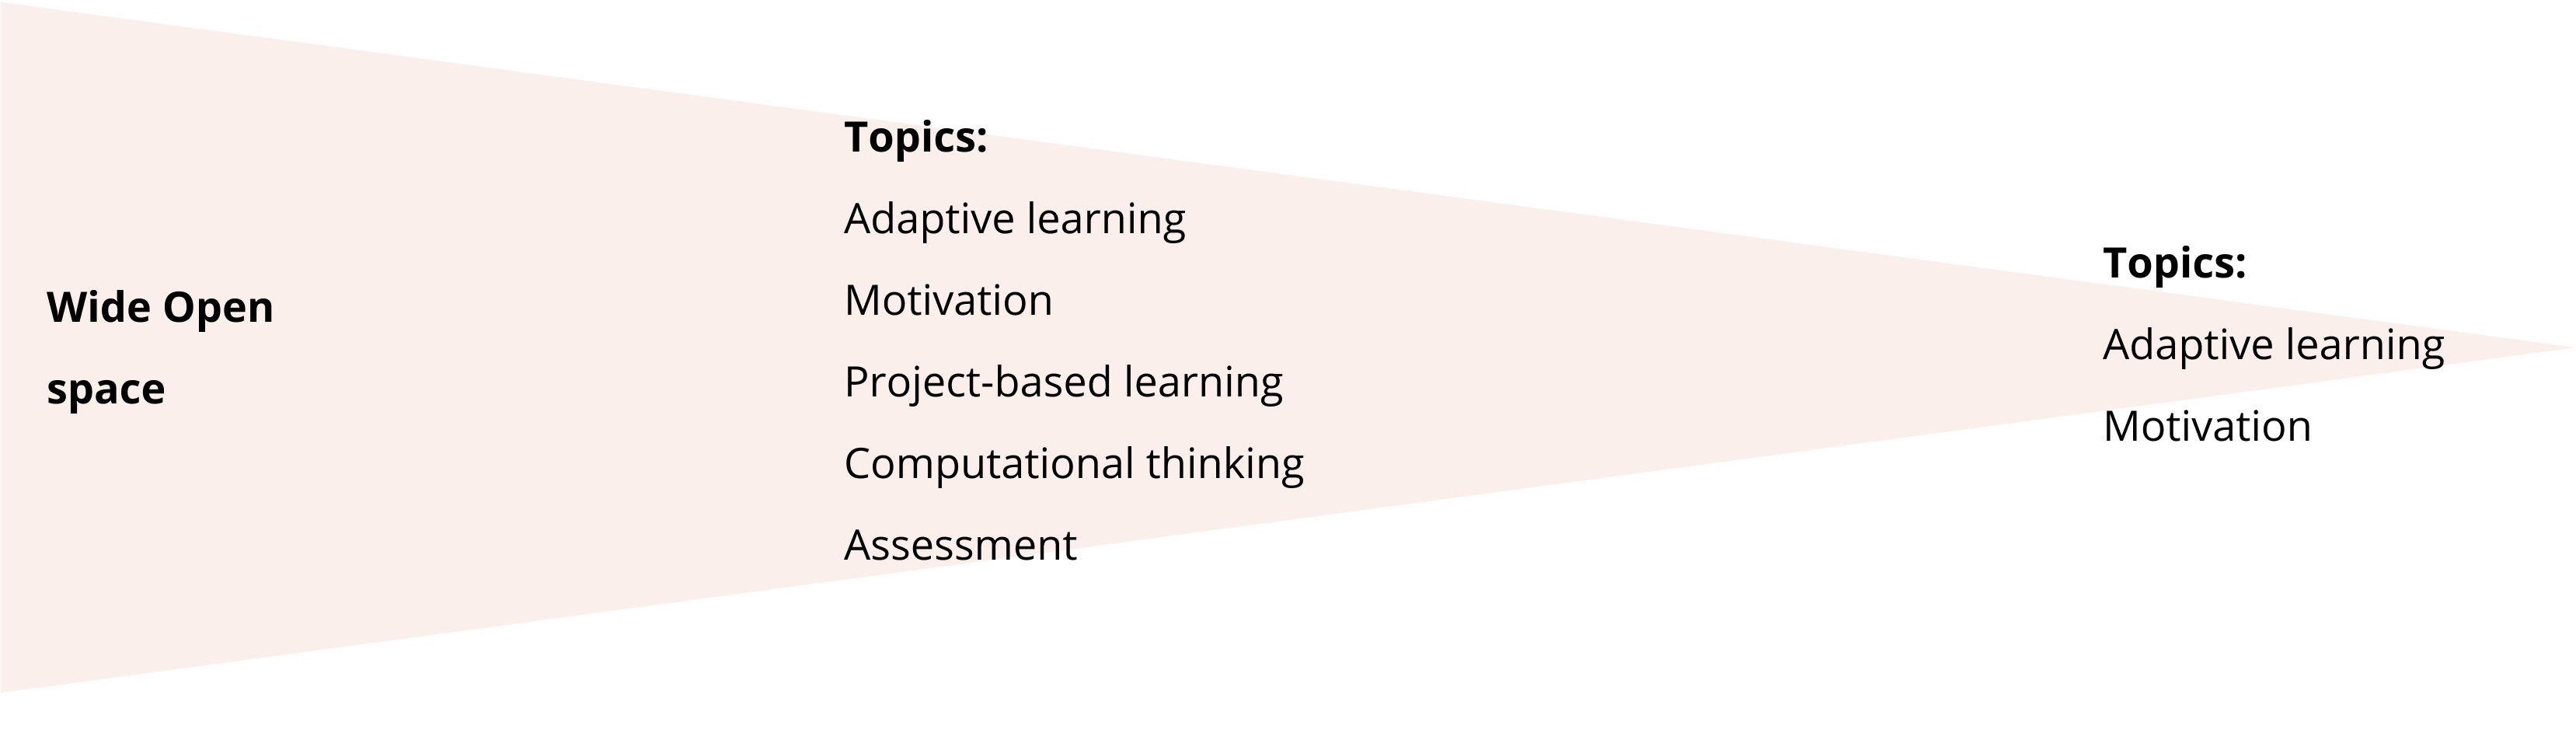 Wide Open
space
Topics:
Adaptive learning
Motivation
Project-based learning
Computational thinking
Assessment
Topics:
Adaptive learning
Motivation